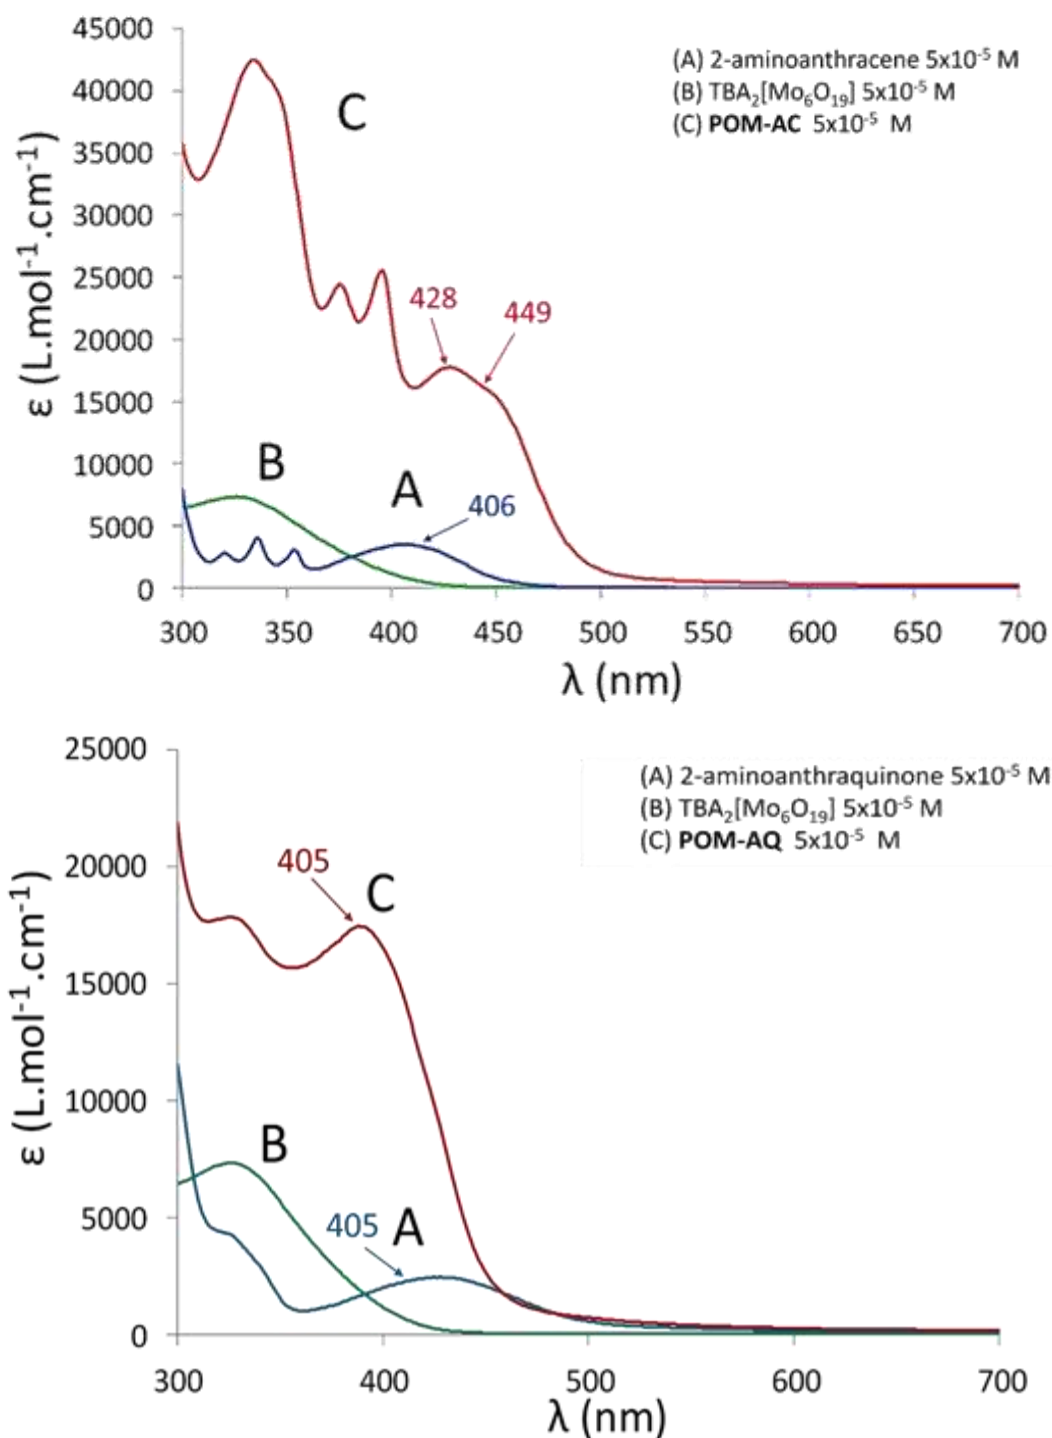 45000
40000
35000
30000
25000
20000
15000
10000
5000
0
ε (L.mol⁻¹.cm⁻¹)
(A) 2-aminoanthracene 5x10⁻⁵ M
(B) TBA₂[Mo₆O₁₉] 5x10⁻⁵ M
(C) POM-AC 5x10⁻⁵ M
C
428
449
B
A
406
300 350 400 450 500 550 600 650 700
λ (nm)
25000
20000
15000
10000
5000
0
ε (L.mol⁻¹.cm⁻¹)
(A) 2-aminoanthraquinone 5x10⁻⁵ M
(B) TBA₂[Mo₆O₁₉] 5x10⁻⁵ M
(C) POM-AQ 5x10⁻⁵ M
405
C
B
405
A
300 400 500 600 700
λ (nm)